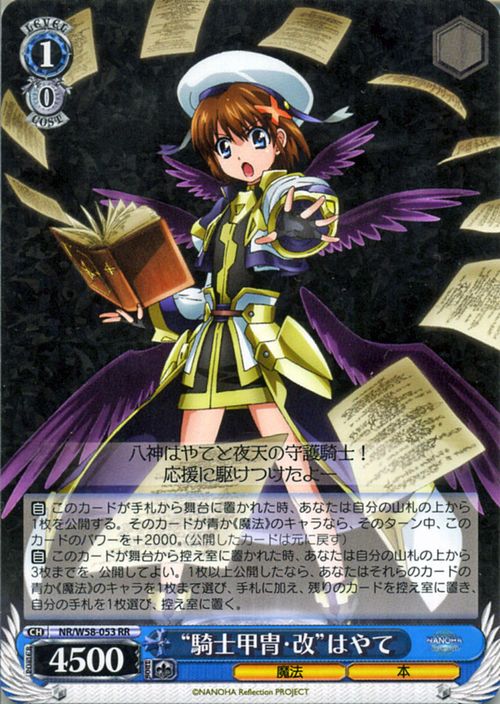 LEVEL
1
0
COST
八神はやてと夜天の守護騎士！
応援に駆けつけたよー
自 このカードが手札から舞台に置かれた時、あなたは自分の山札の上から
1枚を公開する。そのカードが青か《魔法》のキャラなら、そのターン中、この
カードのパワーを+2000。（公開したカードは元に戻す）
自 このカードが舞台から控え室に置かれた時、あなたは自分の山札の上から
3枚までを、公開してよい。1枚以上公開したなら、あなたはそれらのカードの
青か《魔法》のキャラを1枚まで選び、手札に加え、残りのカードを控え室に置き、
自分の手札を1枚選び、控え室に置く。
CH NR/W58-053 RR
POWER 4500 SOUL
“騎士甲冑・改”はやて
魔法 本
NANOHA
©NANOHA Reflection PROJECT